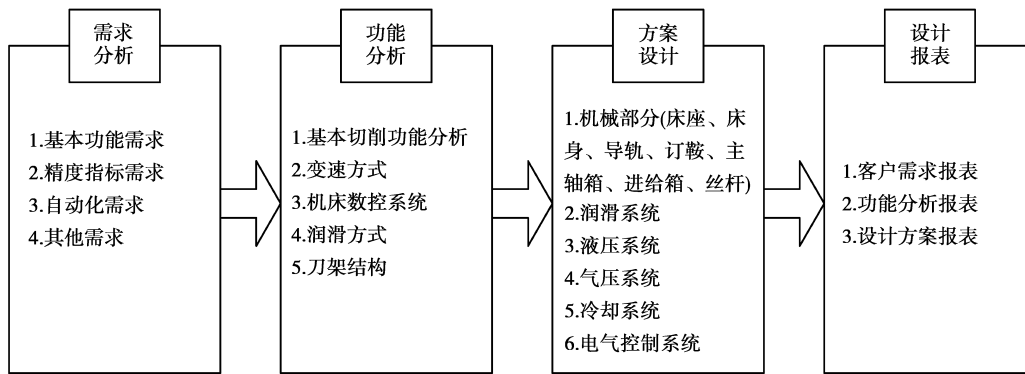 需求
分析
1.基本功能需求
2.精度指标需求
3.自动化需求
4.其他需求
功能
分析
1.基本切削功能分析
2.变速方式
3.机床数控系统
4.润滑方式
5.刀架结构
方案
设计
1.机械部分(床座、床
身、导轨、订鞍、主
轴箱、进给箱、丝杆)
2.润滑系统
3.液压系统
4.气压系统
5.冷却系统
6.电气控制系统
设计
报表
1.客户需求报表
2.功能分析报表
3.设计方案报表